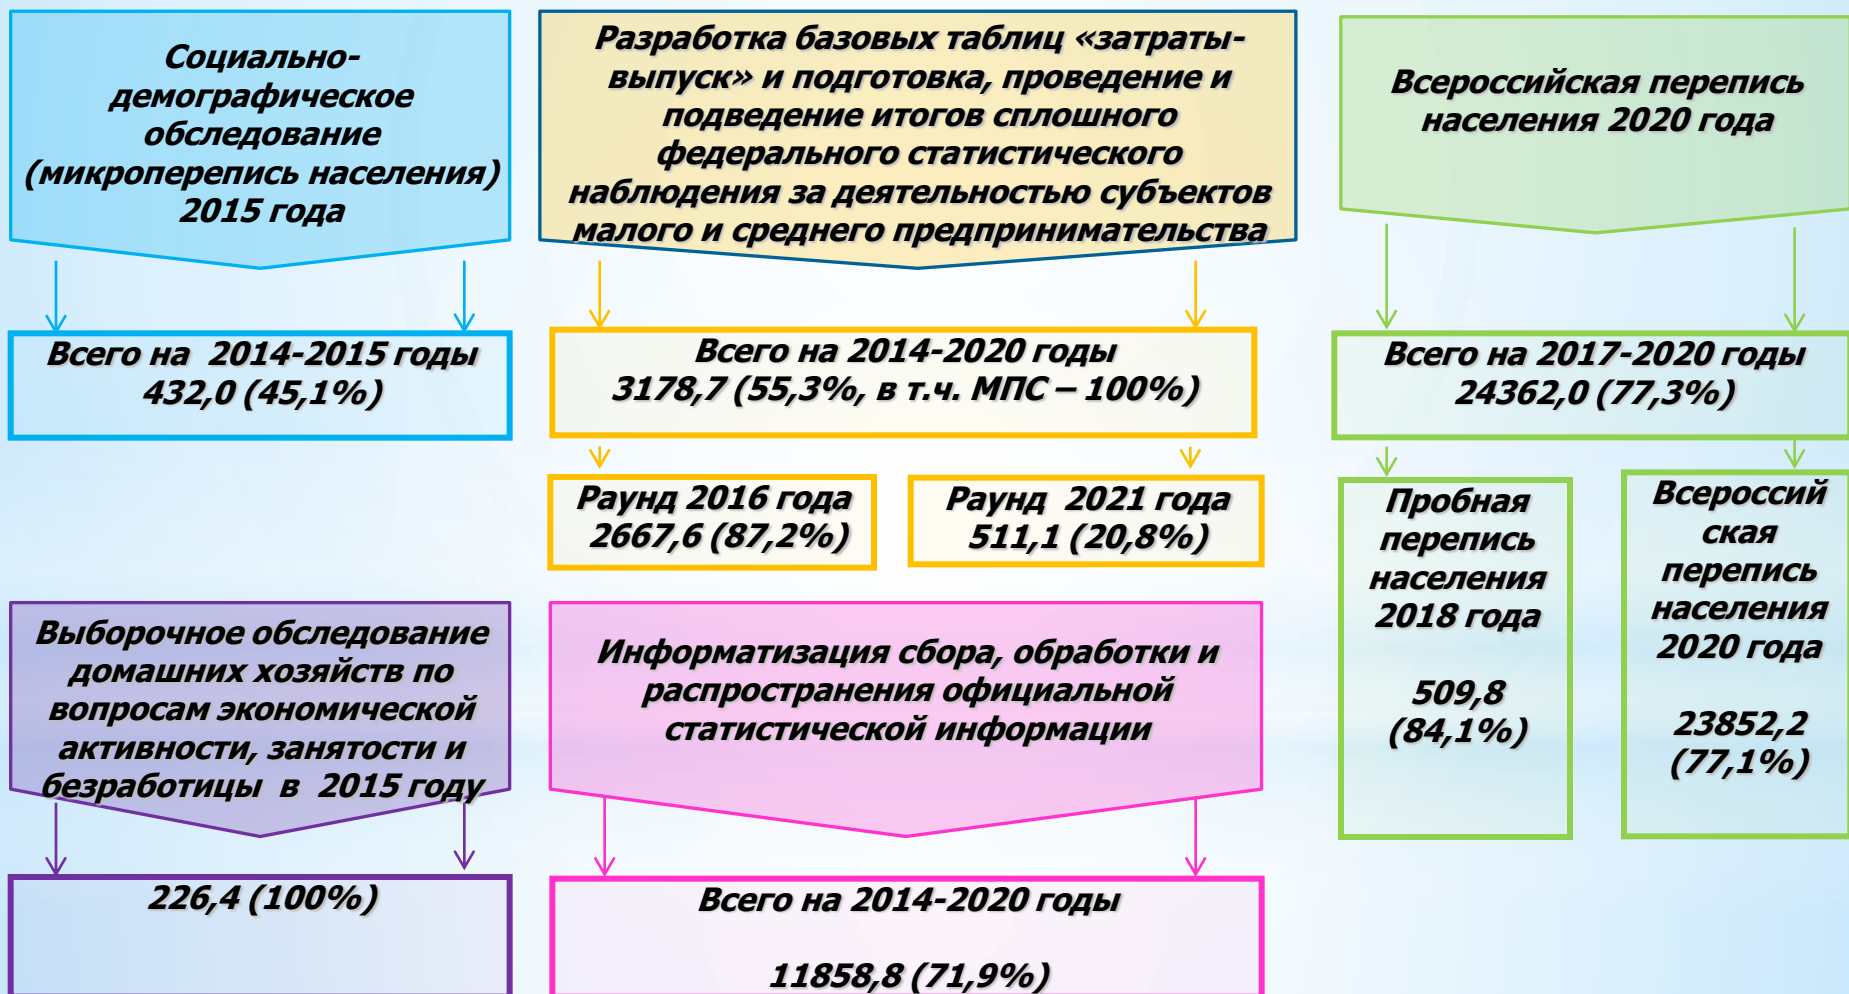 Социально-
демографическое
обследование
(микроперепись населения)
2015 года
Всего на 2014-2015 годы
432,0 (45,1%)
Разработка базовых таблиц «затраты-
выпуск» и подготовка, проведение и
подведение итогов сплошного
федерального статистического
наблюдения за деятельностью субъектов
малого и среднего предпринимательства
Всего на 2014-2020 годы
3178,7 (55,3%, в т.ч. МПС – 100%)
Раунд 2016 года
2667,6 (87,2%)
Раунд 2021 года
511,1 (20,8%)
Всероссийская перепись
населения 2020 года
Всего на 2017-2020 годы
24362,0 (77,3%)
Пробная
перепись
населения
2018 года
509,8
(84,1%)
Всероссий
ская
перепись
населения
2020 года
23852,2
(77,1%)
Выборочное обследование
домашних хозяйств по
вопросам экономической
активности, занятости и
безработицы в 2015 году
226,4 (100%)
Информатизация сбора, обработки и
распространения официальной
статистической информации
Всего на 2014-2020 годы
11858,8 (71,9%)